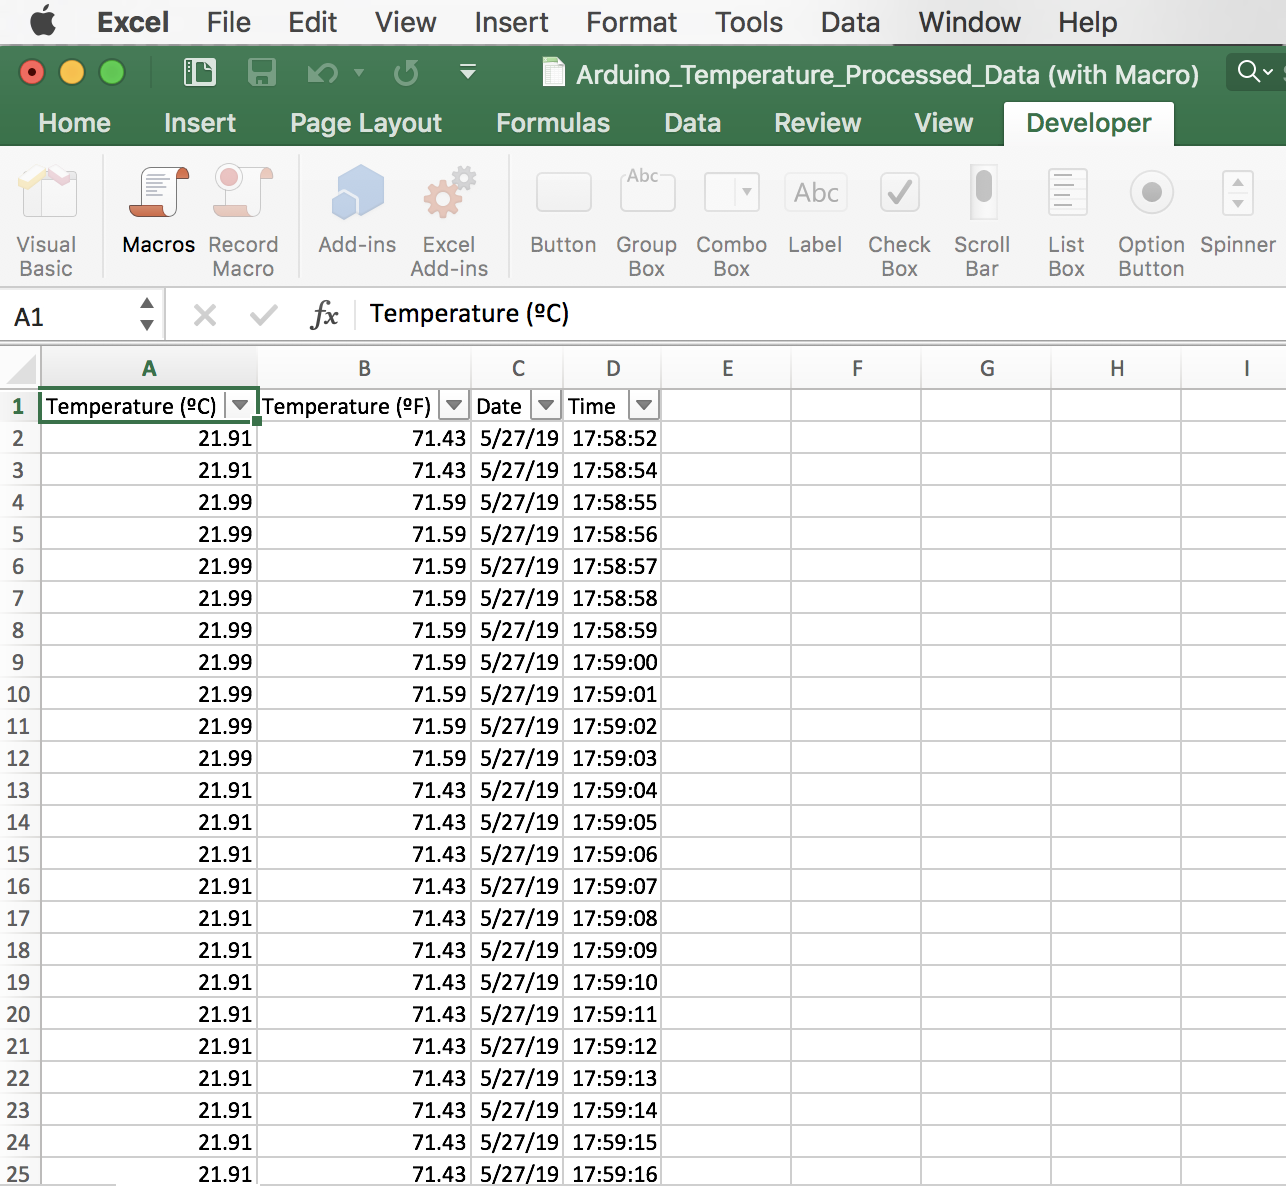 Excel File Edit View Insert Format Tools Data Window Help
Arduino_Temperature_Processed_Data (with Macro)
Home Insert Page Layout Formulas Data Review View Developer
Abc Abc
Visual Basic Macros Record Macro Add-ins Excel Add-ins Button Group Box Combo Box Label Check Box Scroll Bar List Box Option Button Spinner
A1 fx Temperature (ºC)
A B C D E F G H I
1 Temperature (ºC) Temperature (ºF) Date Time
2 21.91 71.43 5/27/19 17:58:52
3 21.91 71.43 5/27/19 17:58:54
4 21.99 71.59 5/27/19 17:58:55
5 21.99 71.59 5/27/19 17:58:56
6 21.99 71.59 5/27/19 17:58:57
7 21.99 71.59 5/27/19 17:58:58
8 21.99 71.59 5/27/19 17:58:59
9 21.99 71.59 5/27/19 17:59:00
10 21.99 71.59 5/27/19 17:59:01
11 21.99 71.59 5/27/19 17:59:02
12 21.99 71.59 5/27/19 17:59:03
13 21.91 71.43 5/27/19 17:59:04
14 21.91 71.43 5/27/19 17:59:05
15 21.91 71.43 5/27/19 17:59:06
16 21.91 71.43 5/27/19 17:59:07
17 21.91 71.43 5/27/19 17:59:08
18 21.91 71.43 5/27/19 17:59:09
19 21.91 71.43 5/27/19 17:59:10
20 21.91 71.43 5/27/19 17:59:11
21 21.91 71.43 5/27/19 17:59:12
22 21.91 71.43 5/27/19 17:59:13
23 21.91 71.43 5/27/19 17:59:14
24 21.91 71.43 5/27/19 17:59:15
25 21.91 71.43 5/27/19 17:59:16